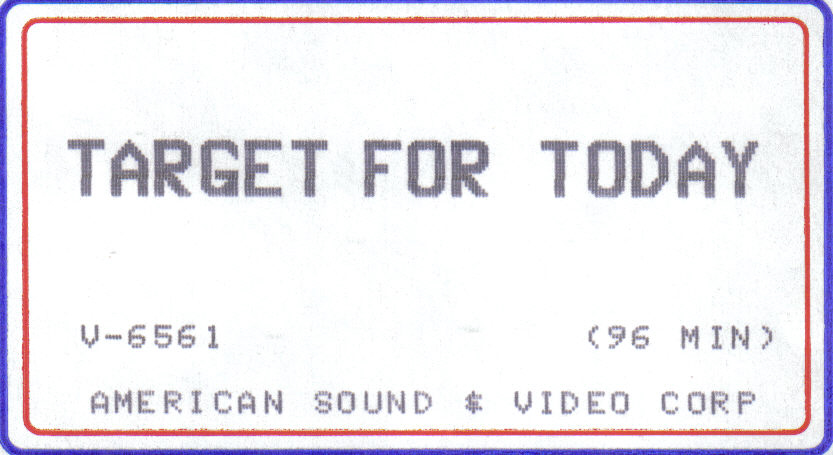 TARGET FOR TODAY
V-6561 (96 MIN)
AMERICAN SOUND & VIDEO CORP